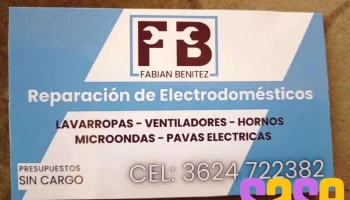 FB
FABIAN BENITEZ
Reparación de Electrodomésticos
LAVARROPAS - VENTILADORES - HORNOS
MICROONDAS - PAVAS ELECTRICAS
PRESUPUESTOS
SIN CARGO
CEL: 3624 722382